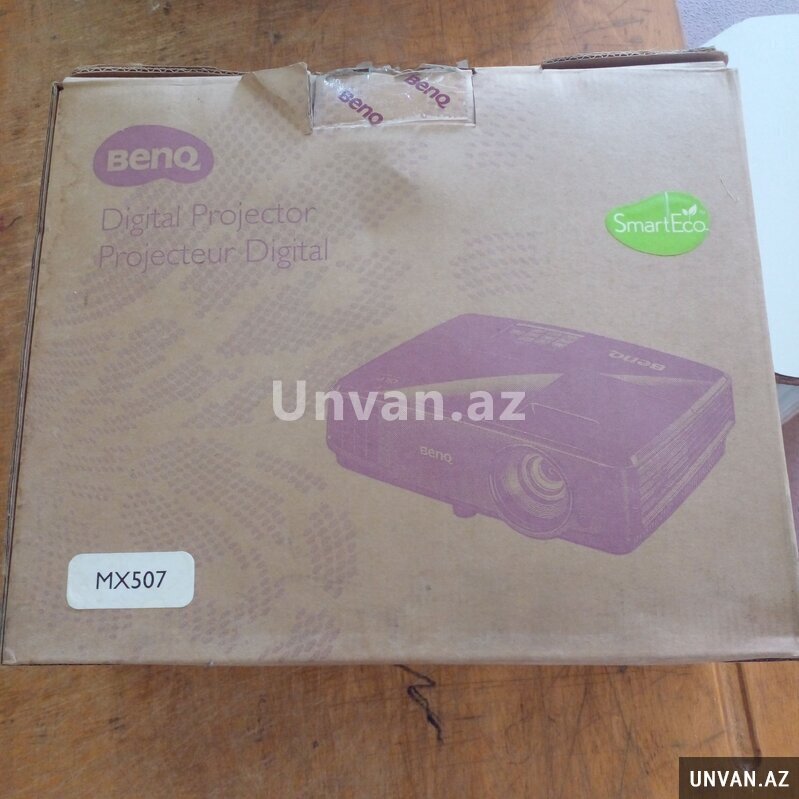 BenQ
BenQ
BenQ
Digital Projector
Projecteur Digital
SmartEco
BenQ
Unvan.az
BenQ
MX507
UNVAN.AZ